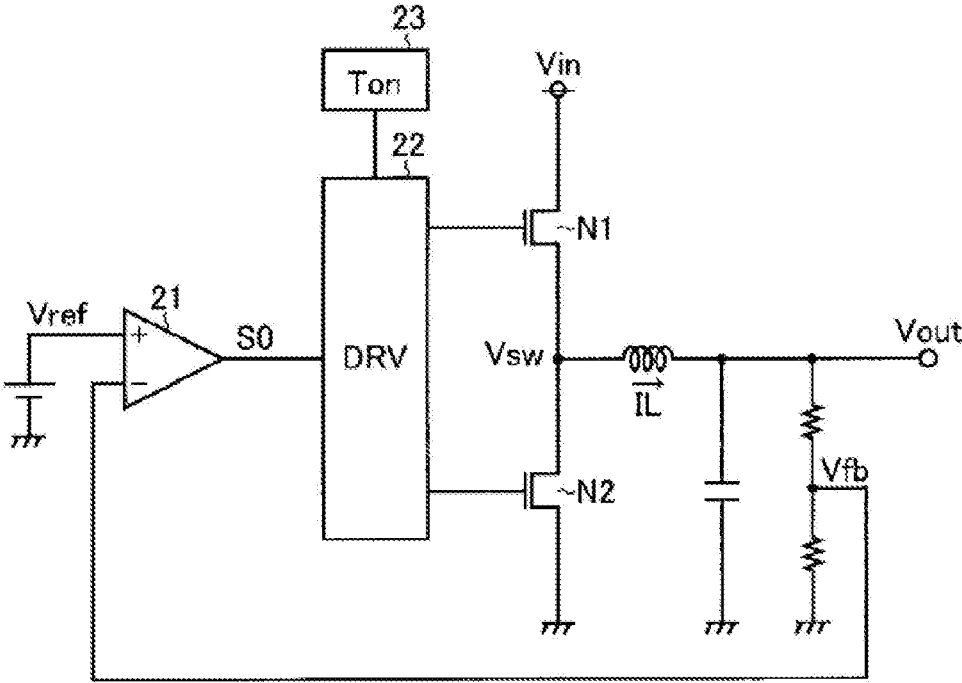 23
Ton
Vin
22
N1
21
Vref
+
S0
DRV
Vsw
Vout
−
IL
Vfb
N2